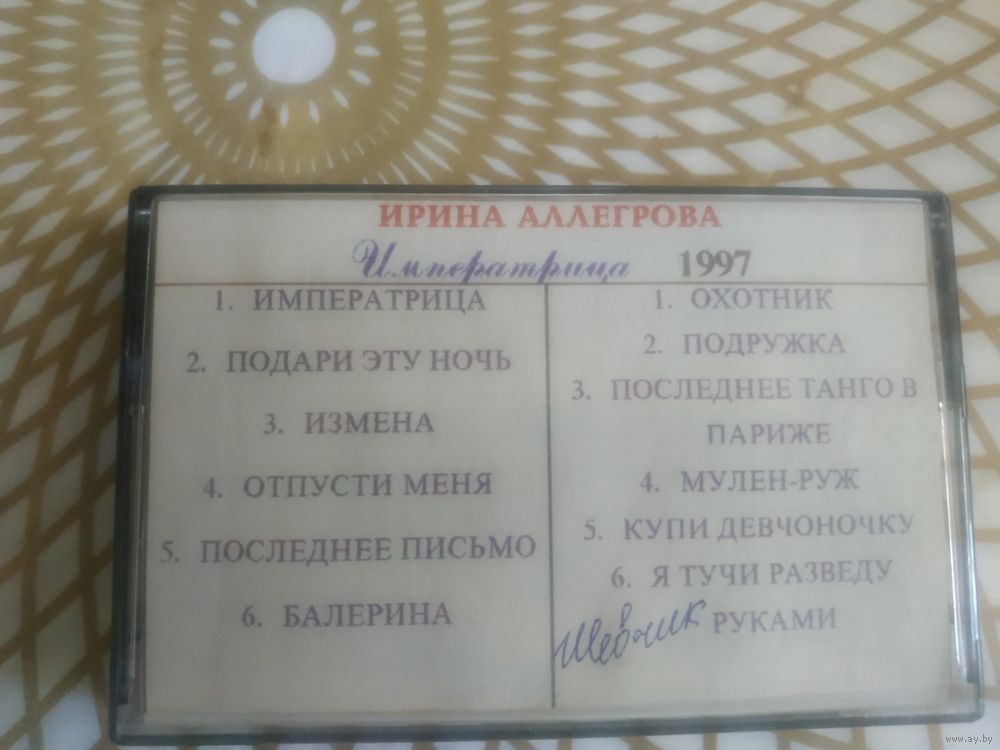 ИРИНА АЛЛЕГРОВА
Императрица 1997
1. ИМПЕРАТРИЦА
2. ПОДАРИ ЭТУ НОЧЬ
3. ИЗМЕНА
4. ОТПУСТИ МЕНЯ
5. ПОСЛЕДНЕЕ ПИСЬМО
6. БАЛЕРИНА
1. ОХОТНИК
2. ПОДРУЖКА
3. ПОСЛЕДНЕЕ ТАНГО В
ПАРИЖЕ
4. МУЛЕН-РУЖ
5. КУПИ ДЕВЧОНОЧКУ
6. Я ТУЧИ РАЗВЕДУ
РУКАМИ
www.ay.by